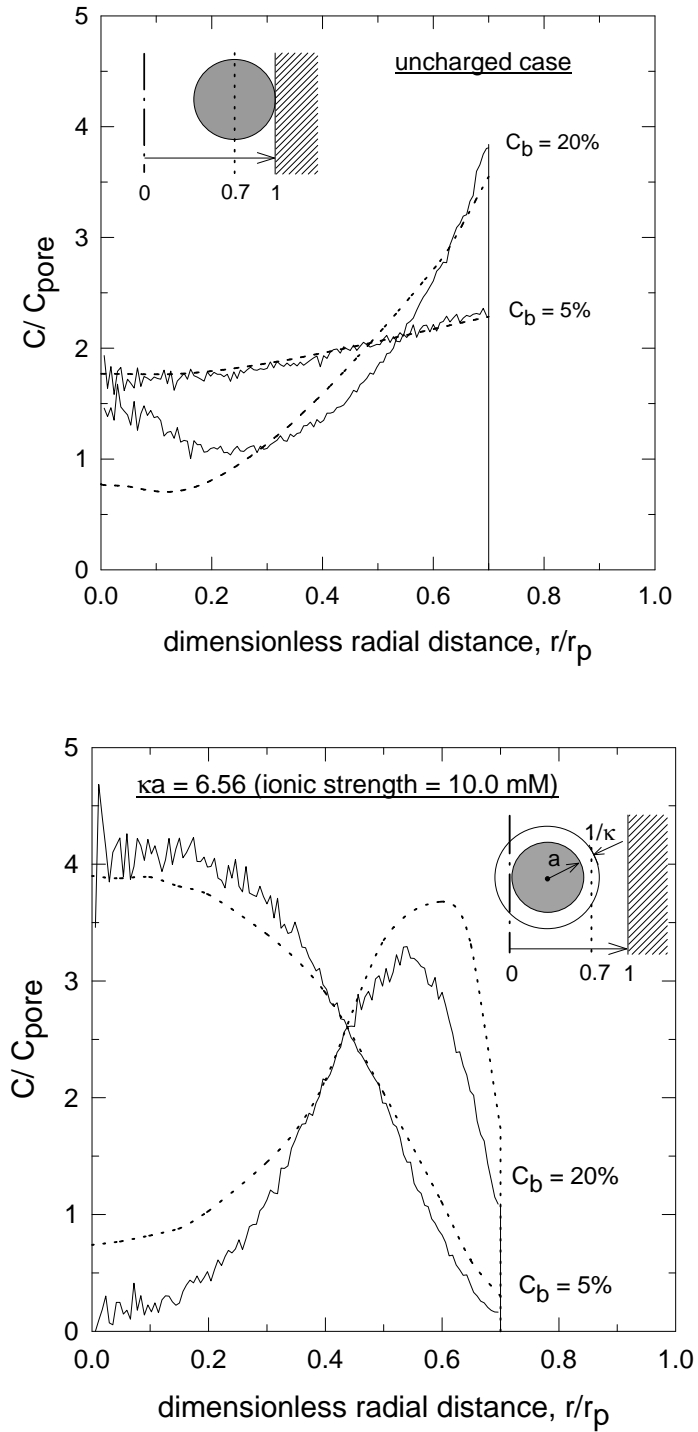 5
uncharged case
4
C_b = 20%
0
0.7
1
3
C/ C_pore
C_b = 5%
2
1
0
0.0
0.2
0.4
0.6
0.8
1.0
dimensionless radial distance, r/r_p
5
κa = 6.56 (ionic strength = 10.0 mM)
1/κ
a
4
0
0.7
1
3
C/ C_pore
2
C_b = 20%
1
C_b = 5%
0
0.0
0.2
0.4
0.6
0.8
1.0
dimensionless radial distance, r/r_p